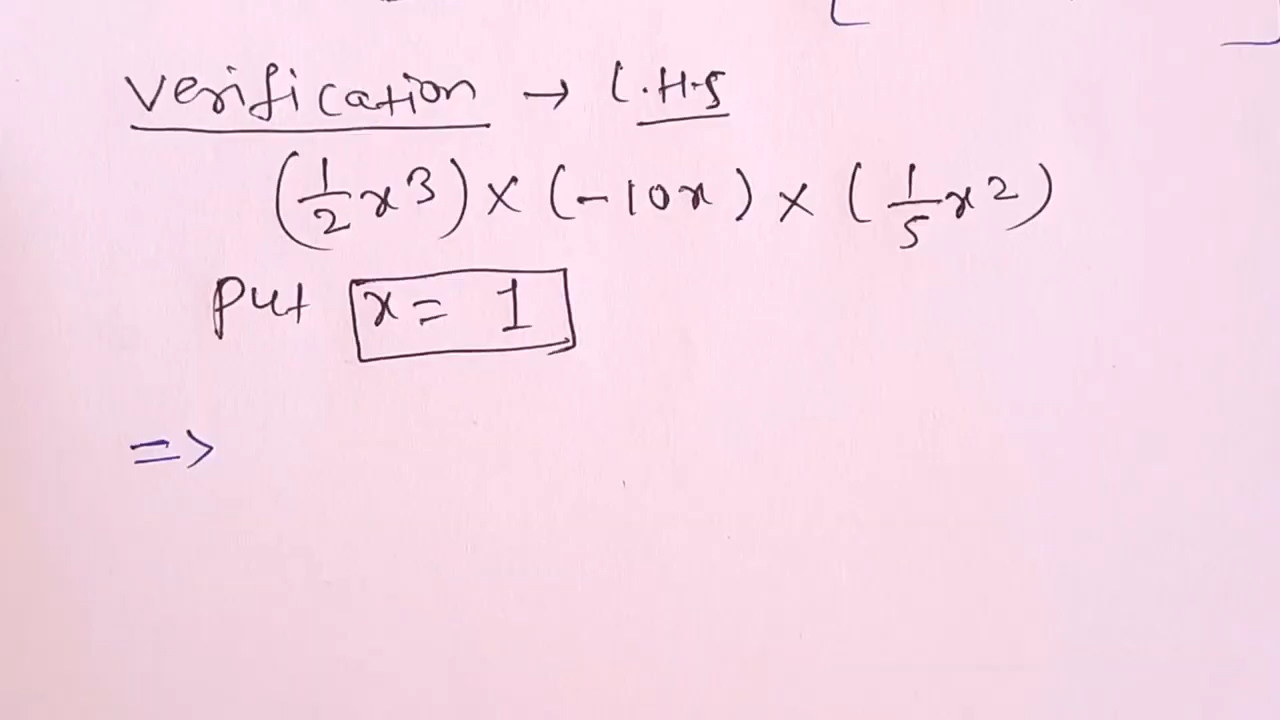 Verification → L.H.S
(1/2 x3) × (-10x) × (1/5 x2)
Put x = 1
=>